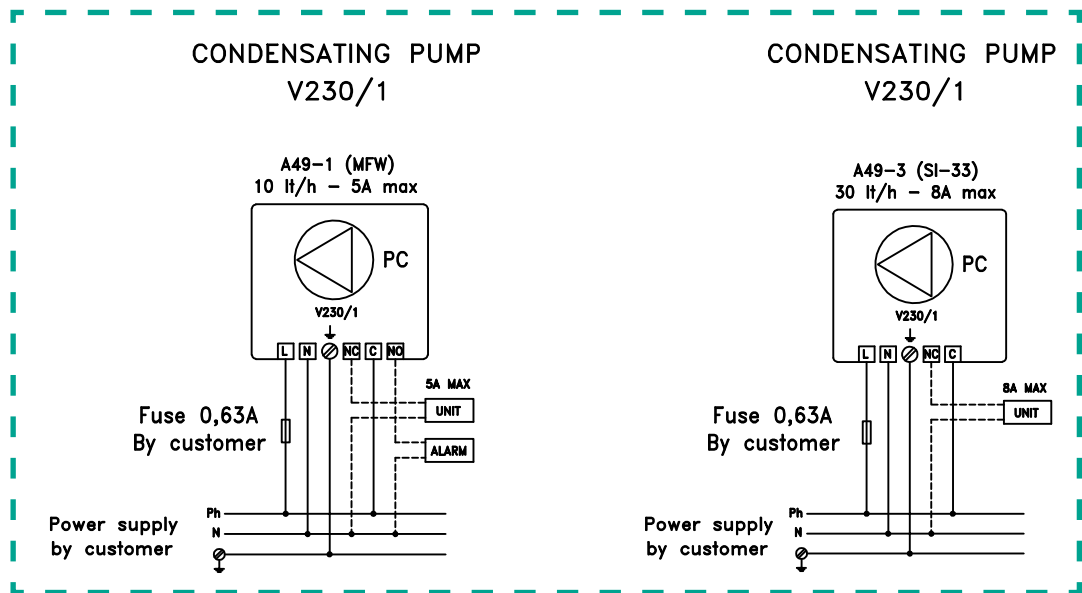 CONDENSATING PUMP
V230/1
A49-1 (MFW)
10 lt/h - 5A max
PC
V230/1
L N NC C NO
5A MAX
UNIT
ALARM
Fuse 0,63A
By customer
Ph
N
Power supply
by customer
CONDENSATING PUMP
V230/1
A49-3 (SI-33)
30 lt/h - 8A max
PC
V230/1
L N NC C
8A MAX
UNIT
Fuse 0,63A
By customer
Ph
N
Power supply
by customer